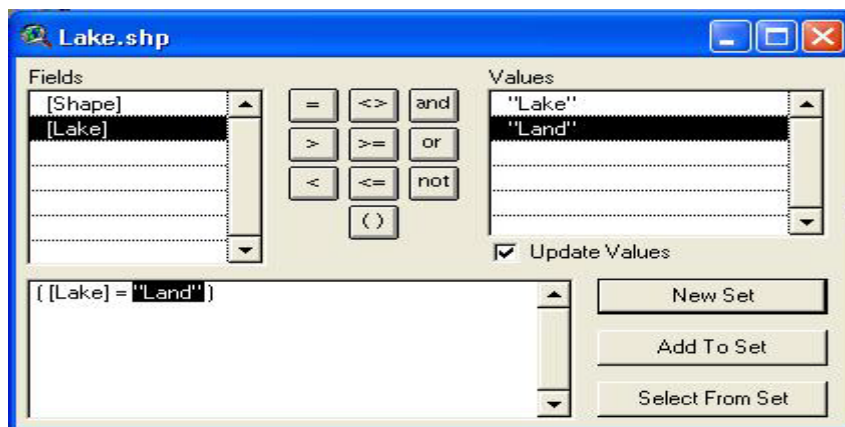 Lake.shp
Fields
Values
[Shape]
[Lake]
= <> and
> >= or
< <= not
( )
"Lake"
"Land"
Update Values
( [Lake] = "Land" )
New Set
Add To Set
Select From Set